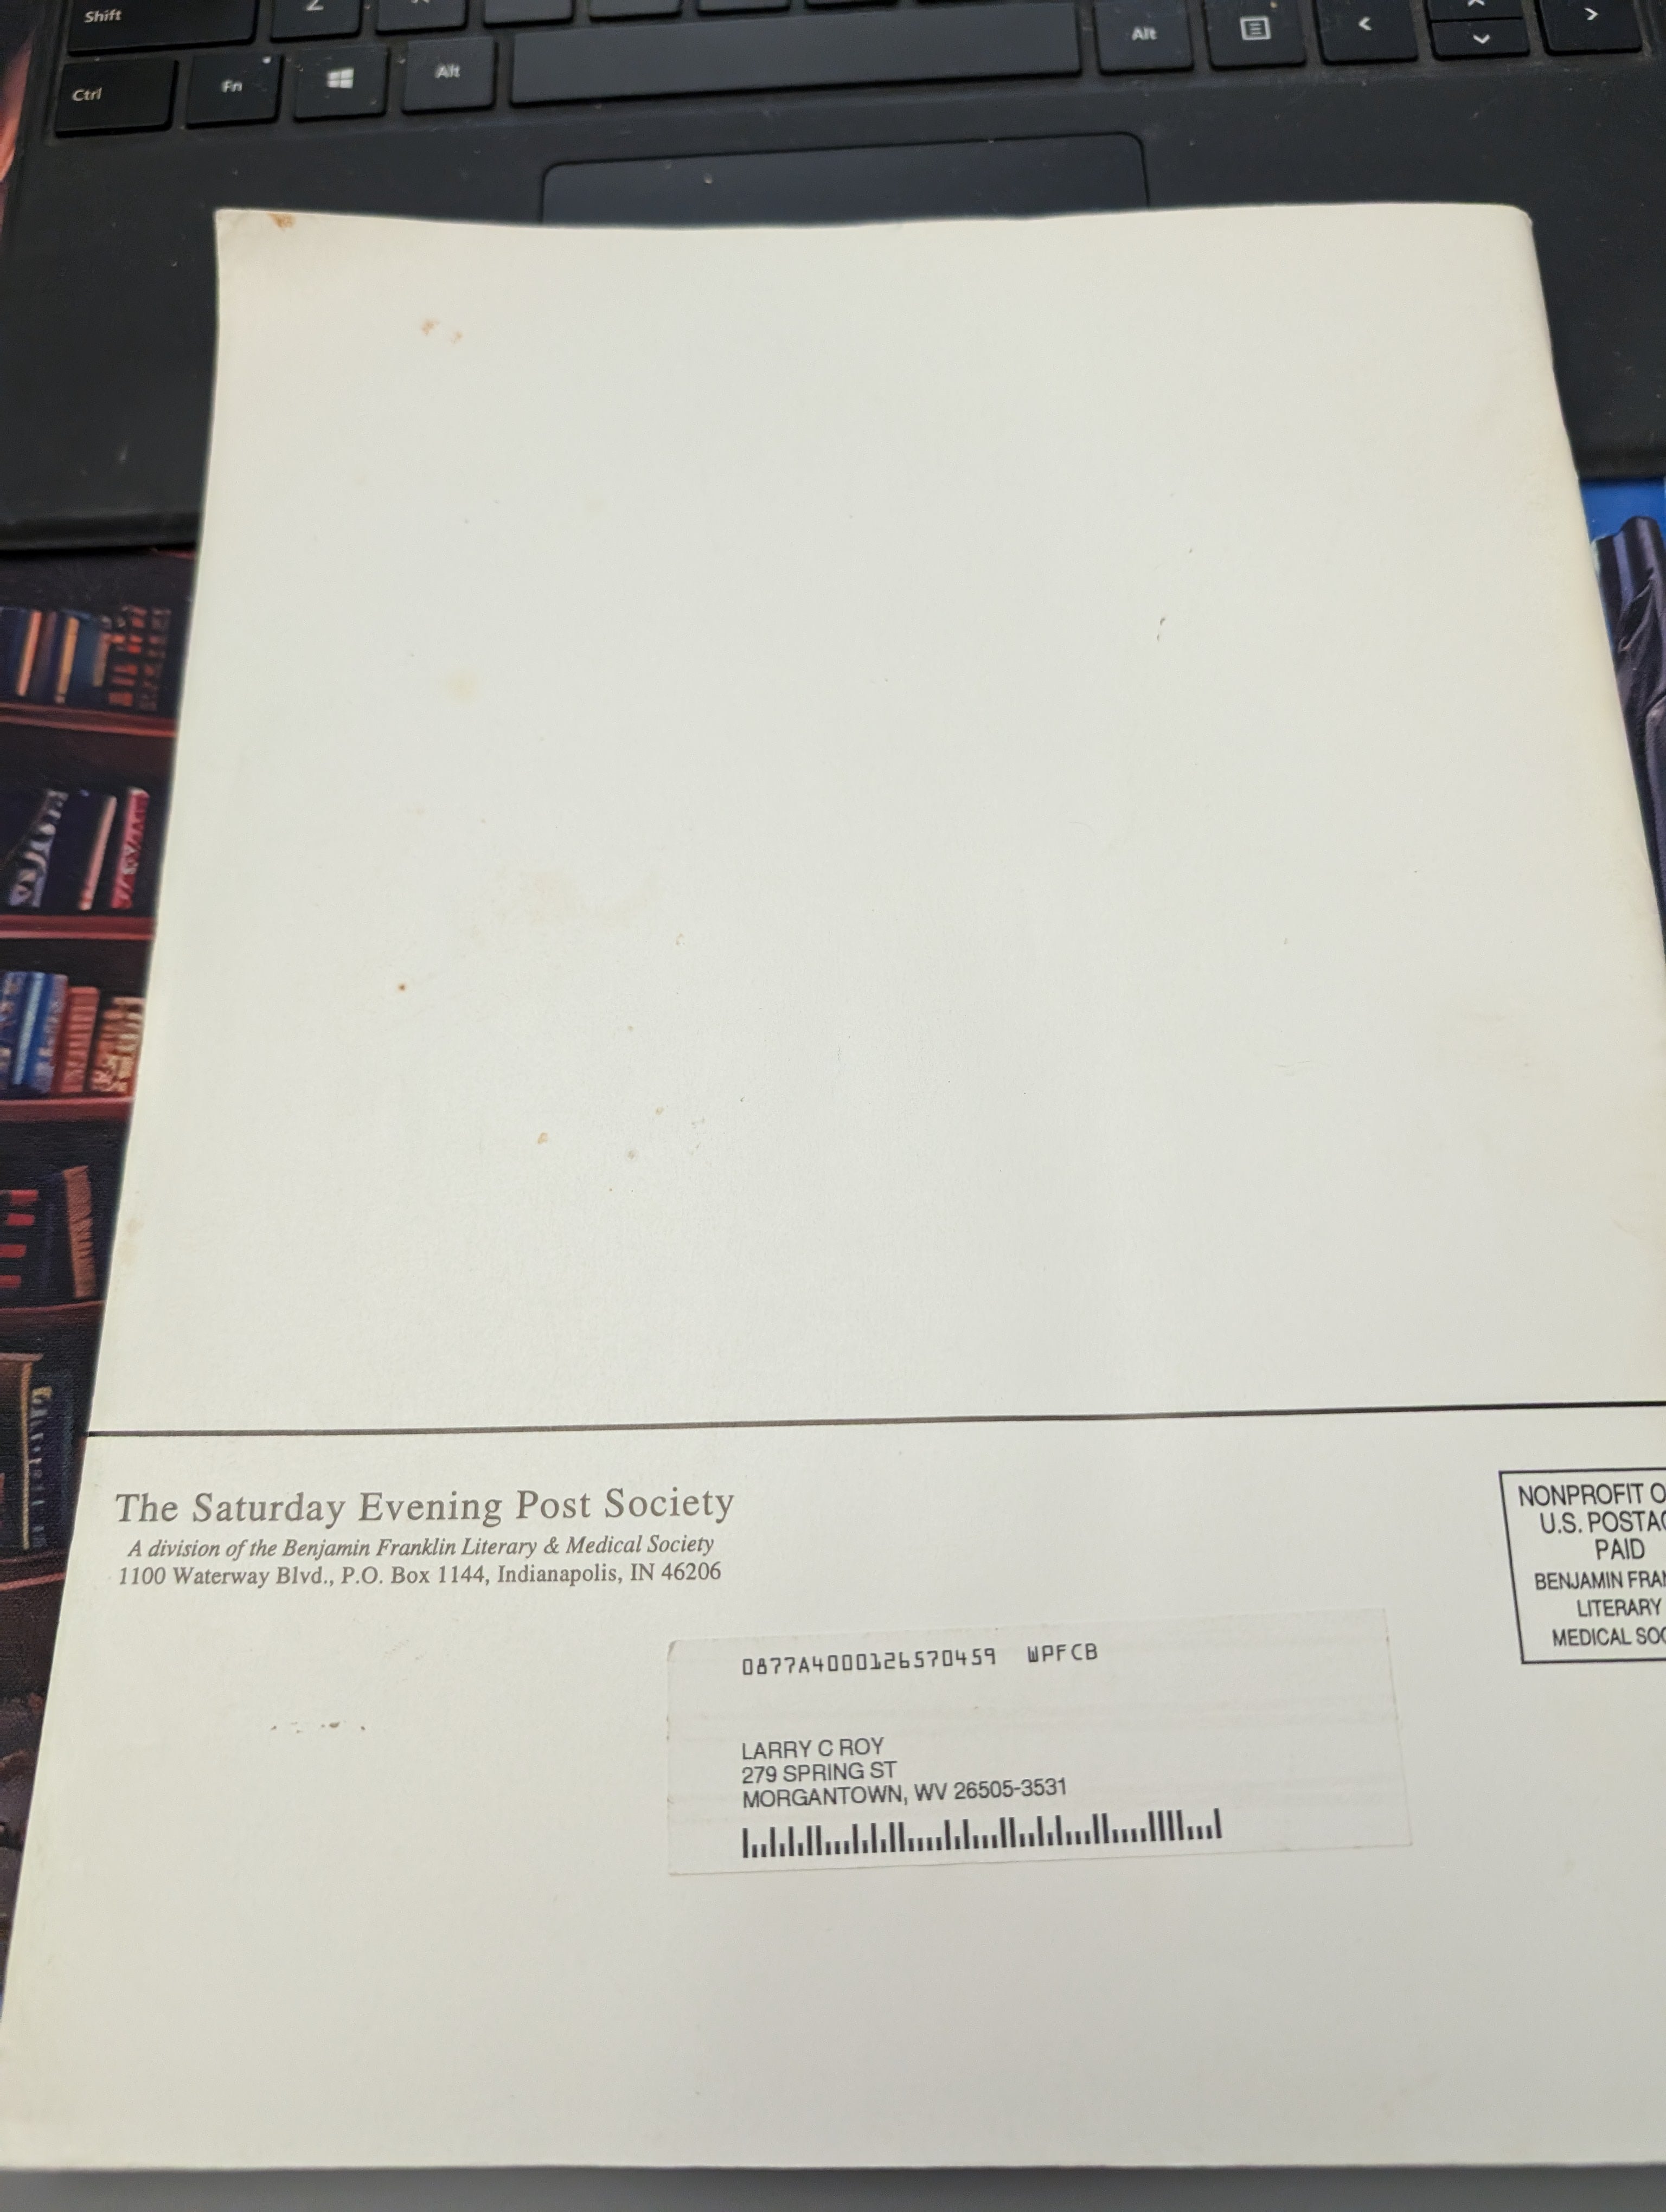 Shift
Z
Ctrl
Fn
Alt
Alt
The Saturday Evening Post Society
A division of the Benjamin Franklin Literary & Medical Society
1100 Waterway Blvd., P.O. Box 1144, Indianapolis, IN 46206
NONPROFIT O
U.S. POSTAG
PAID
BENJAMIN FRAN
LITERARY
MEDICAL SOC
0877A4000126570459 WPFCB
LARRY C ROY
279 SPRING ST
MORGANTOWN, WV 26505-3531